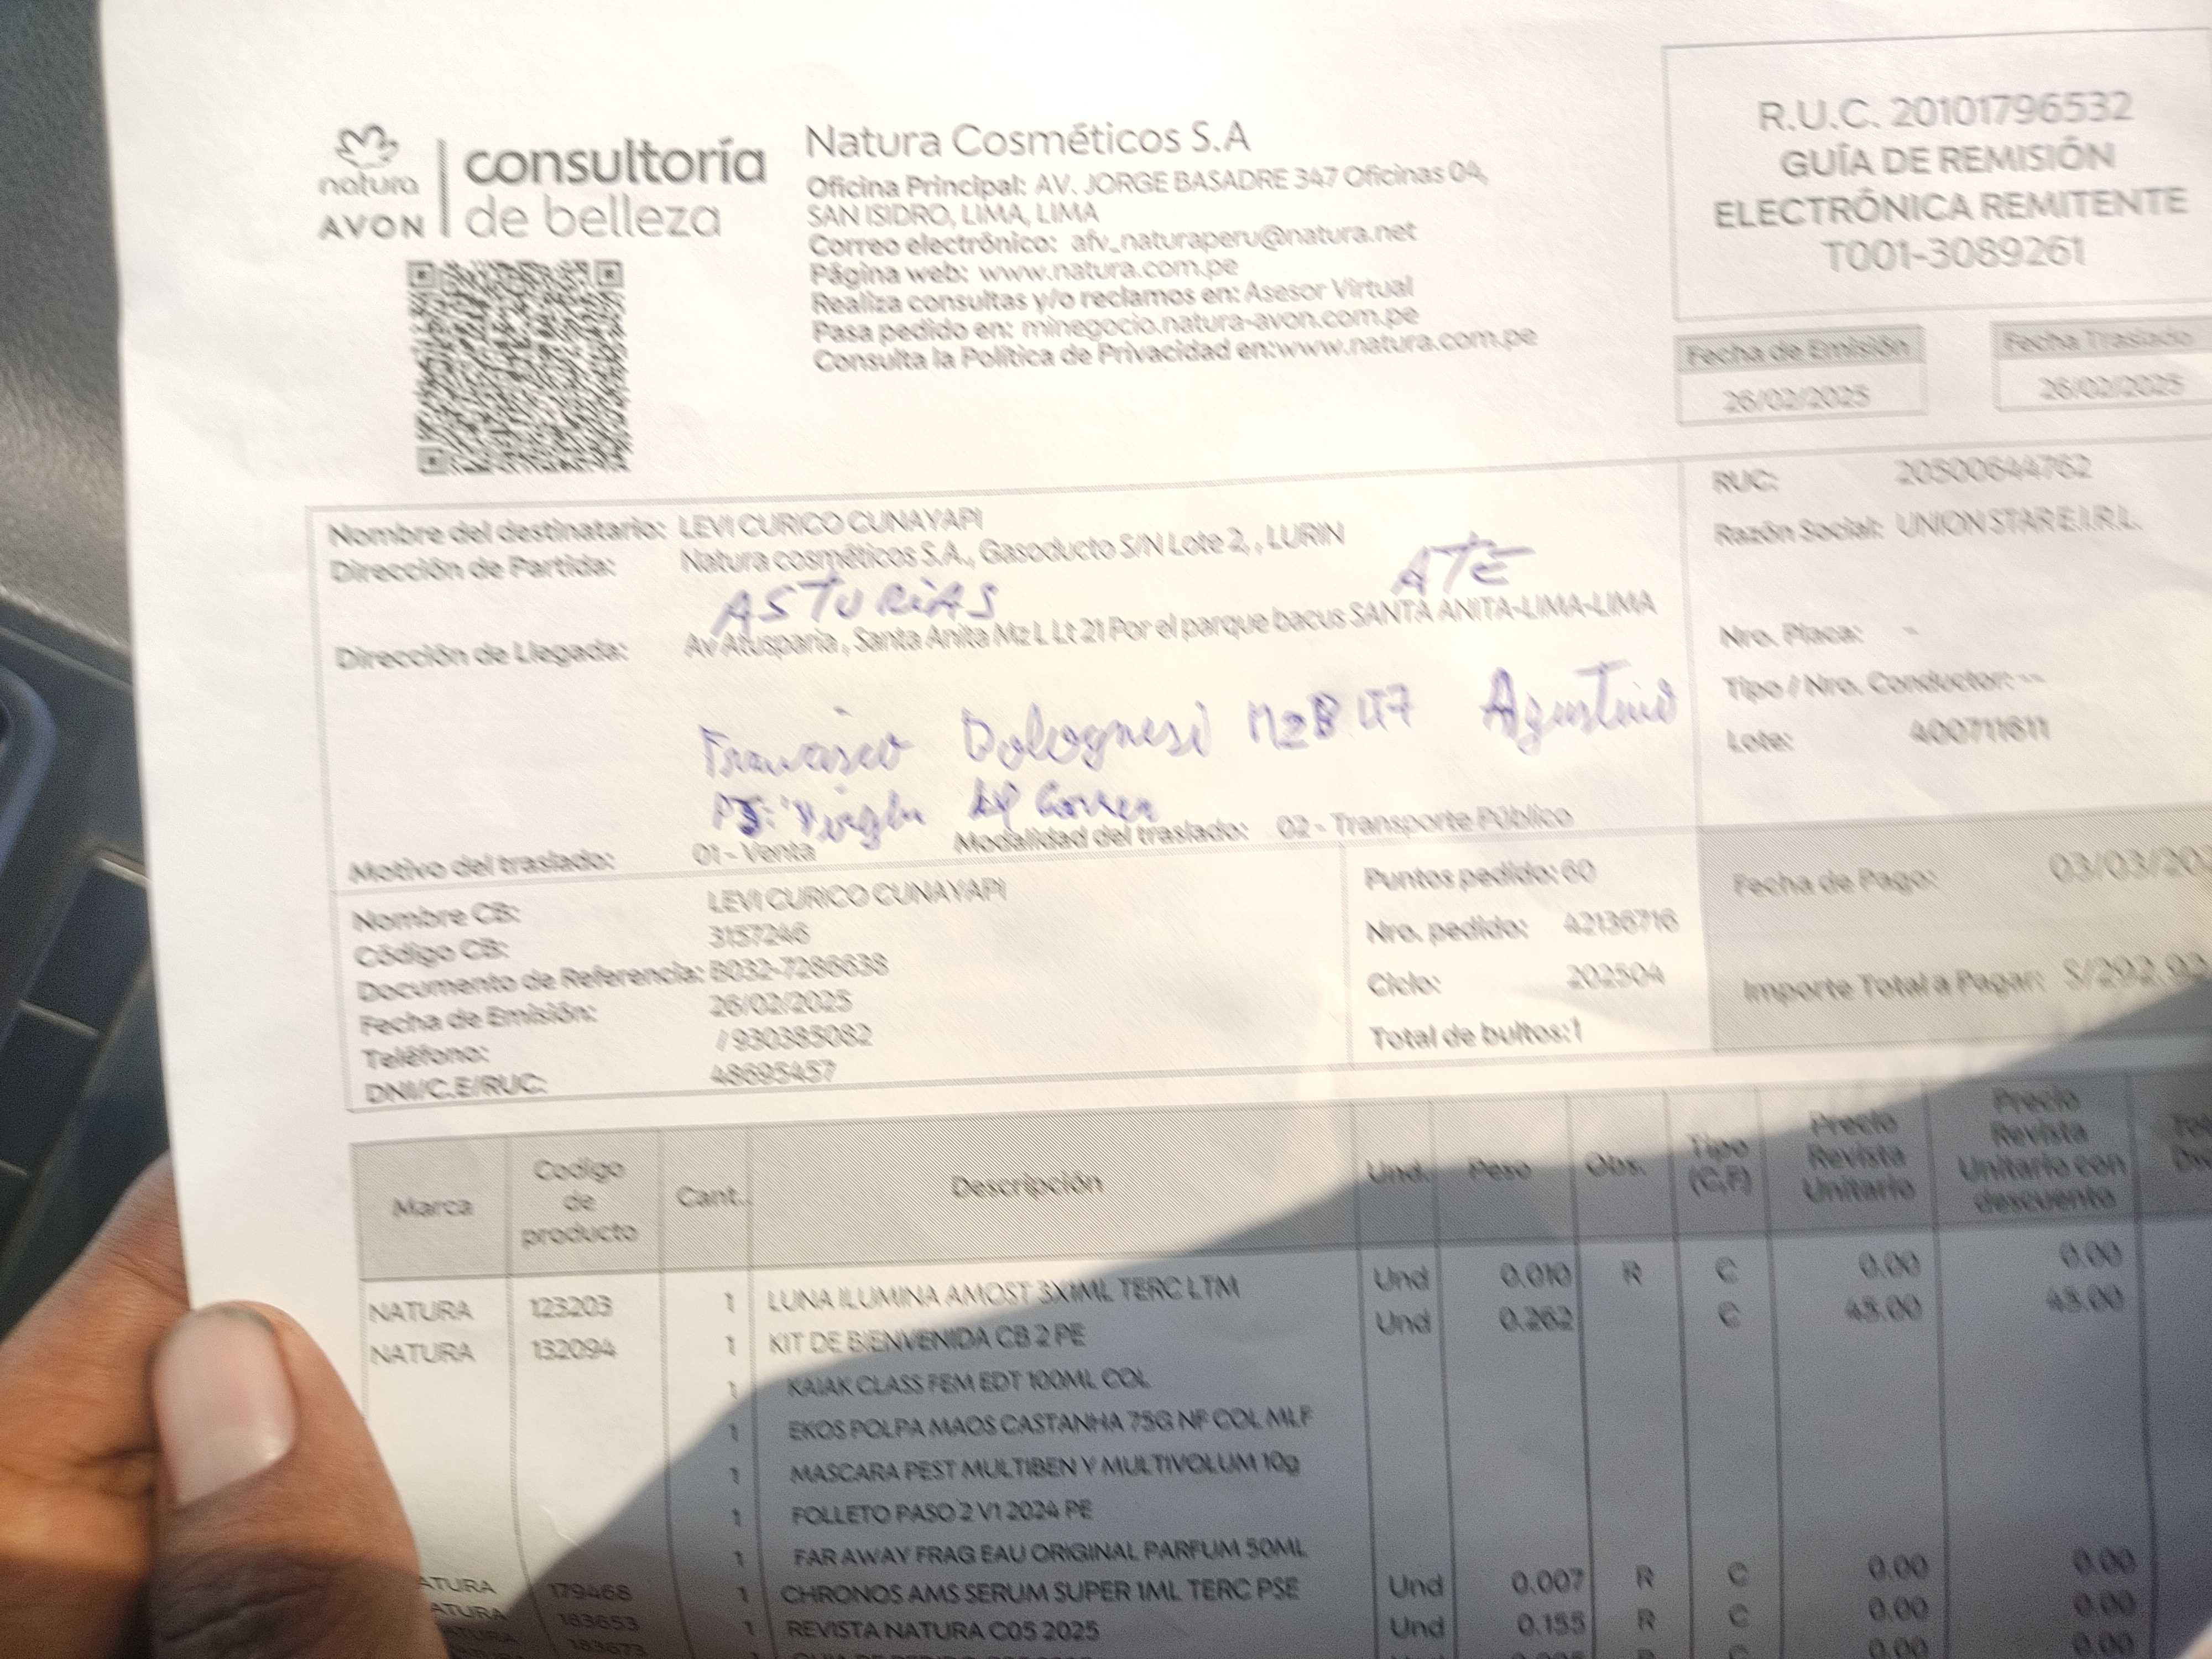 natura
AVON
consultoría
de belleza
Natura Cosméticos S.A
Oficina Principal: AV. JORGE BASADRE 347 Oficinas 04,
SAN ISIDRO, LIMA, LIMA
Correo electrónico: afv_naturaperu@natura.net
Página web: www.natura.com.pe
Realiza consultas y/o reclamos en: Asesor Virtual
Pasa pedido en: minegocio.natura-avon.com.pe
Consulta la Política de Privacidad en:www.natura.com.pe
R.U.C. 20101796532
GUÍA DE REMISIÓN
ELECTRÓNICA REMITENTE
T001-3089261
Fecha de Emisión
26/02/2025
Fecha Traslado
26/02/2025
Nombre del destinatario: LEVI CURICO CUNAYAPI
Dirección de Partida: Natura cosméticos S.A., Gasoducto S/N Lote 2, , LURIN
ASTURIAS ATE
Dirección de Llegada: Av Atusparia , Santa Anita Mz L Lt 21 Por el parque bacus SANTA ANITA-LIMA-LIMA
Francisco Bolognesi Agustino
Motivo del traslado: 01 - Venta Modalidad del traslado: 02 - Transporte Público
RUC: 20500644762
Razón Social: UNION STAR E.I.R.L.
Nro. Placa: -
Tipo / Nro. Conductor: --
Lote: 400711611
Nombre CB: LEVI CURICO CUNAYAPI
Código CB: 3157246
Documento de Referencia: B032-7286638
Fecha de Emisión: 26/02/2025
Teléfono: / 930385082
DNI/C.E/RUC: 48695457
Puntos pedido: 60
Nro. pedido: 42136716
Ciclo: 202504
Total de bultos: 1
Fecha de Pago: 03/03/202
Importe Total a Pagar: S/292.92
Marca Codigo de producto Cant. Descripción Und. Peso Obs. Tipo (C,F) Precio Revista Unitario Precio Revista Unitario con descuento
NATURA 123203 1 LUNA ILUMINA AMOST 3X1ML TERC LTM Und 0.010 R C 0.00 0.00
NATURA 132094 1 KIT DE BIENVENIDA CB 2 PE Und 0.262 C 45.00 45.00
1 KAIAK CLASS FEM EDT 100ML COL
1 EKOS POLPA MAOS CASTANHA 75G NF COL MLF
1 MASCARA PEST MULTIBEN Y MULTIVOLUM 10g
1 FOLLETO PASO 2 V1 2024 PE
1 FAR AWAY FRAG EAU ORIGINAL PARFUM 50ML
ATURA 179468 1 CHRONOS AMS SERUM SUPER 1ML TERC PSE Und 0.007 R C 0.00 0.00
ATURA 183653 1 REVISTA NATURA C05 2025 Und 0.155 R C 0.00 0.00
183673 0.00